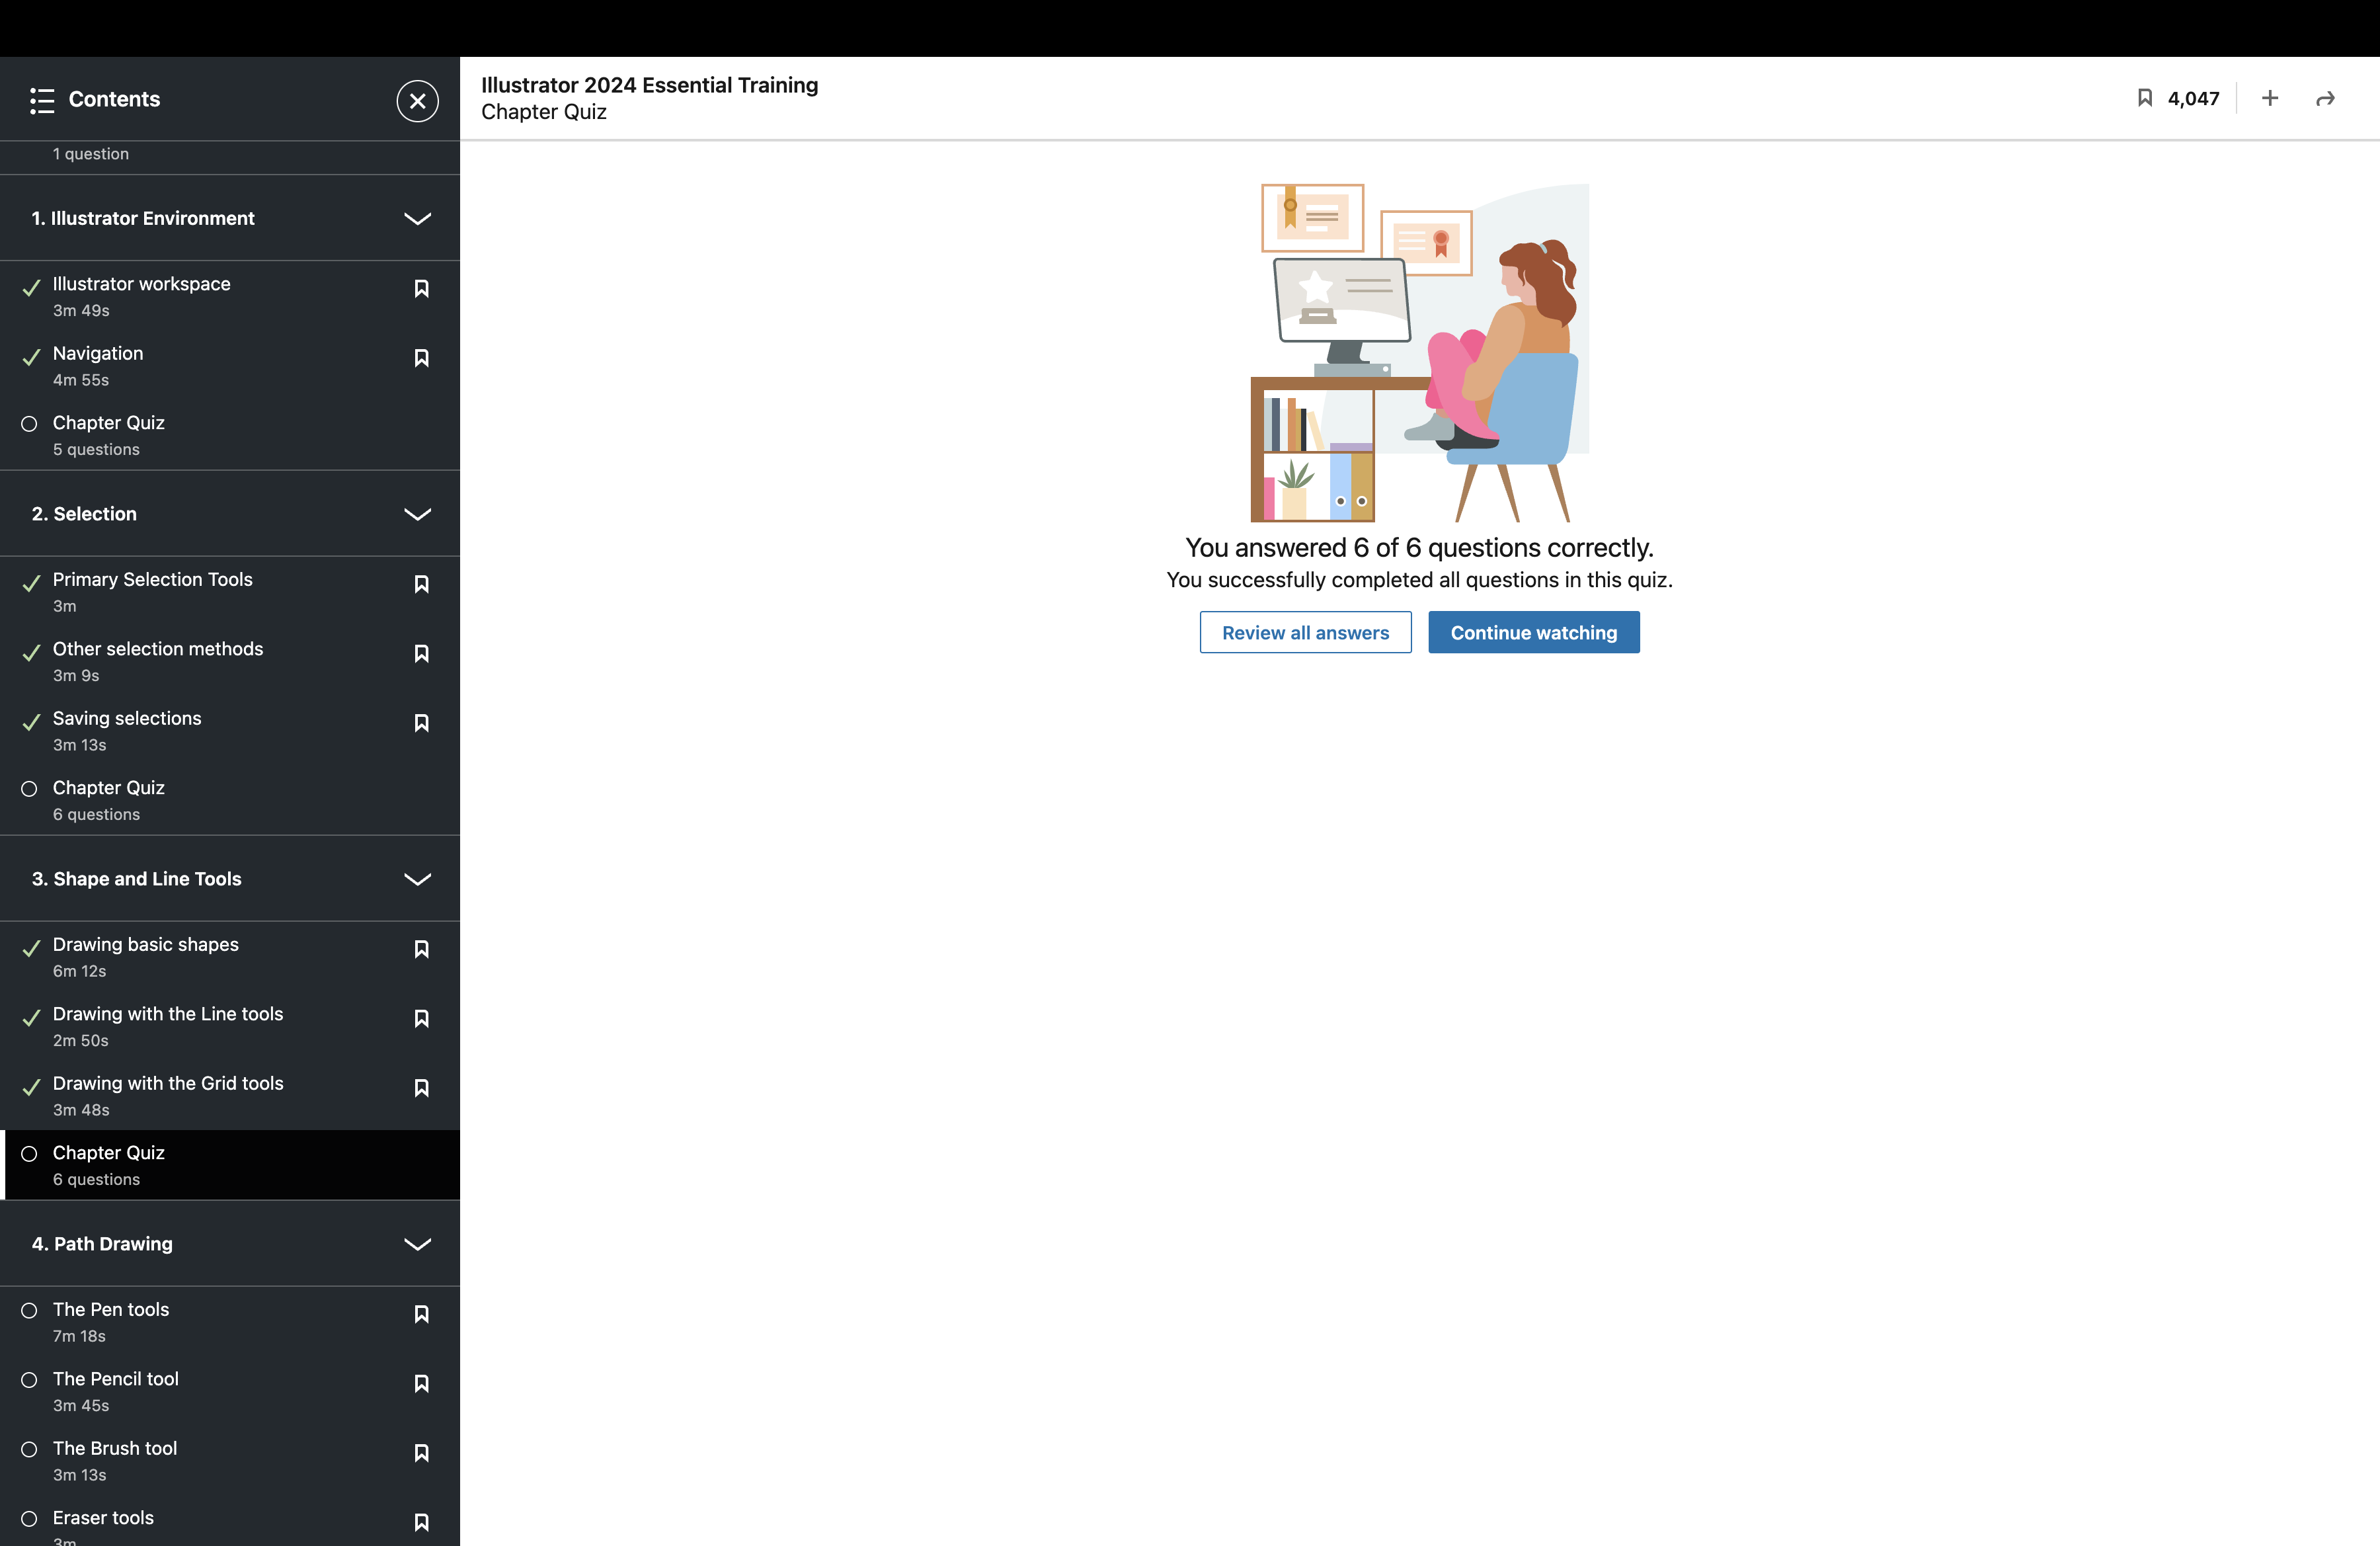 Contents
1 question
1. Illustrator Environment
Illustrator workspace
3m 49s
Navigation
4m 55s
Chapter Quiz
5 questions
2. Selection
Primary Selection Tools
3m
Other selection methods
3m 9s
Saving selections
3m 13s
Chapter Quiz
6 questions
3. Shape and Line Tools
Drawing basic shapes
6m 12s
Drawing with the Line tools
2m 50s
Drawing with the Grid tools
3m 48s
Chapter Quiz
6 questions
4. Path Drawing
The Pen tools
7m 18s
The Pencil tool
3m 45s
The Brush tool
3m 13s
Eraser tools
3m
Illustrator 2024 Essential Training
Chapter Quiz
4,047
You answered 6 of 6 questions correctly.
You successfully completed all questions in this quiz.
Review all answers
Continue watching